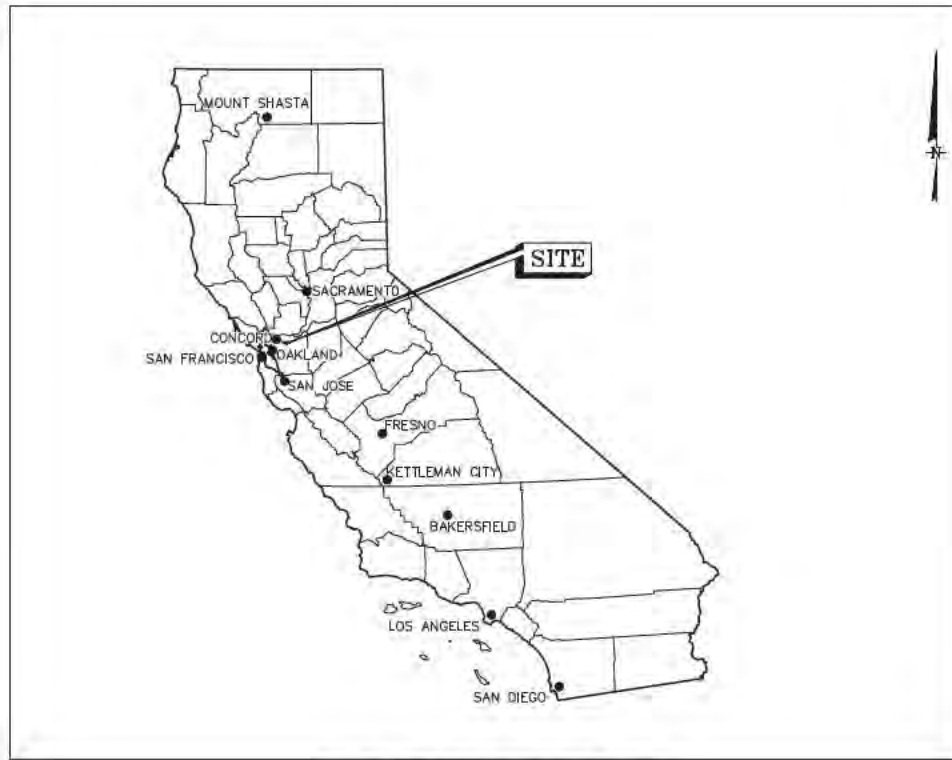 MOUNT SHASTA
N
SITE
SACRAMENTO
CONCORD
OAKLAND
SAN FRANCISCO
SAN JOSE
FRESNO
KETTLEMAN CITY
BAKERSFIELD
LOS ANGELES
SAN DIEGO